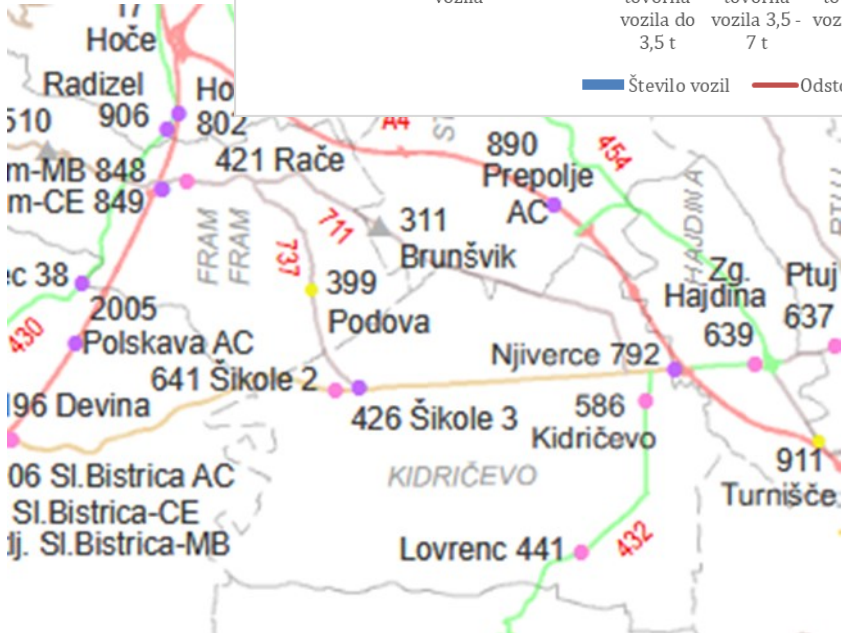 vozila
tovorna
vozila do
3,5 t
tovorna
vozila 3,5 -
7 t
Število vozil
17
Hoče
Radizel
906
Ho
802
510
m-MB 848
m-CE 849
421 Rače
A4
890
Prepolje
AC
454
HAJDINA
PTUJ
FRAM
FRAM
711
737
311
Brunšvik
399
Podova
ec 38
2005
Polskava AC
430
Zg.
Hajdina
639
Ptuj
637
Njiverce 792
641 Šikole 2
426 Šikole 3
196 Devina
586
Kidričevo
KIDRIČEVO
911
Turnišče
06 Sl.Bistrica AC
Sl.Bistrica-CE
dj. Sl.Bistrica-MB
Lovrenc 441
432